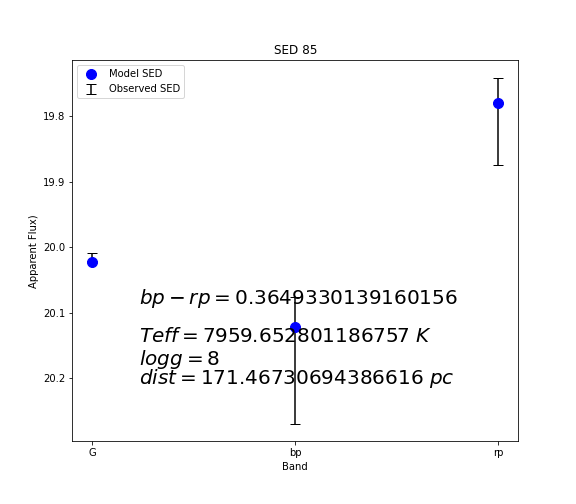 SED 85
Model SED
Observed SED
19.8
19.9
20.0
20.1
20.2
Apparent Flux)
bp − rp = 0.3649330139160156
Teff = 7959.652801186757 K
logg = 8
dist = 171.46730694386616 pc
G bp rp
Band